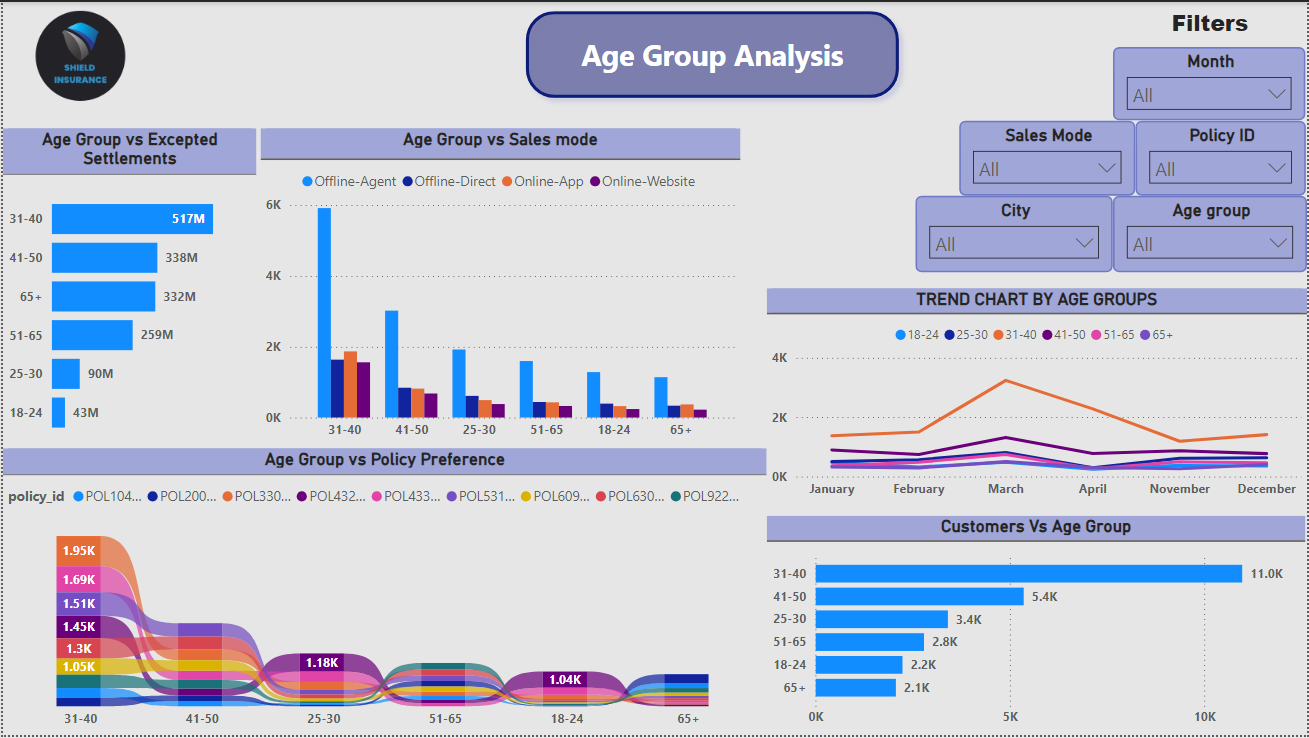 SHIELD
INSURANCE
Age Group Analysis
Filters
Month
All
Sales Mode
All
Policy ID
All
City
All
Age group
All
Age Group vs Excepted
Settlements
31-40 517M
41-50 338M
65+ 332M
51-65 259M
25-30 90M
18-24 43M
Age Group vs Sales mode
Offline-Agent Offline-Direct Online-App Online-Website
6K
4K
2K
0K
31-40 41-50 25-30 51-65 18-24 65+
TREND CHART BY AGE GROUPS
18-24 25-30 31-40 41-50 51-65 65+
4K
2K
0K
January February March April November December
Age Group vs Policy Preference
policy_id POL104... POL200... POL330... POL432... POL433... POL531... POL609... POL630... POL922...
1.95K
1.69K
1.51K
1.45K
1.3K
1.05K
1.18K
1.04K
31-40 41-50 25-30 51-65 18-24 65+
Customers Vs Age Group
31-40 11.0K
41-50 5.4K
25-30 3.4K
51-65 2.8K
18-24 2.2K
65+ 2.1K
0K 5K 10K